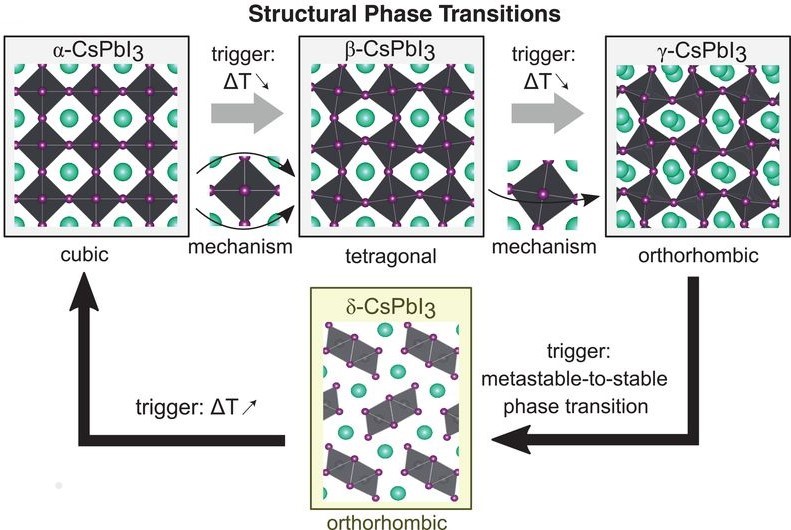 Structural Phase Transitions
α-CsPbI3
trigger:
ΔT↘
β-CsPbI3
trigger:
ΔT↘
γ-CsPbI3
mechanism
mechanism
cubic
tetragonal
orthorhombic
δ-CsPbI3
trigger: ΔT↗
trigger:
metastable-to-stable
phase transition
orthorhombic